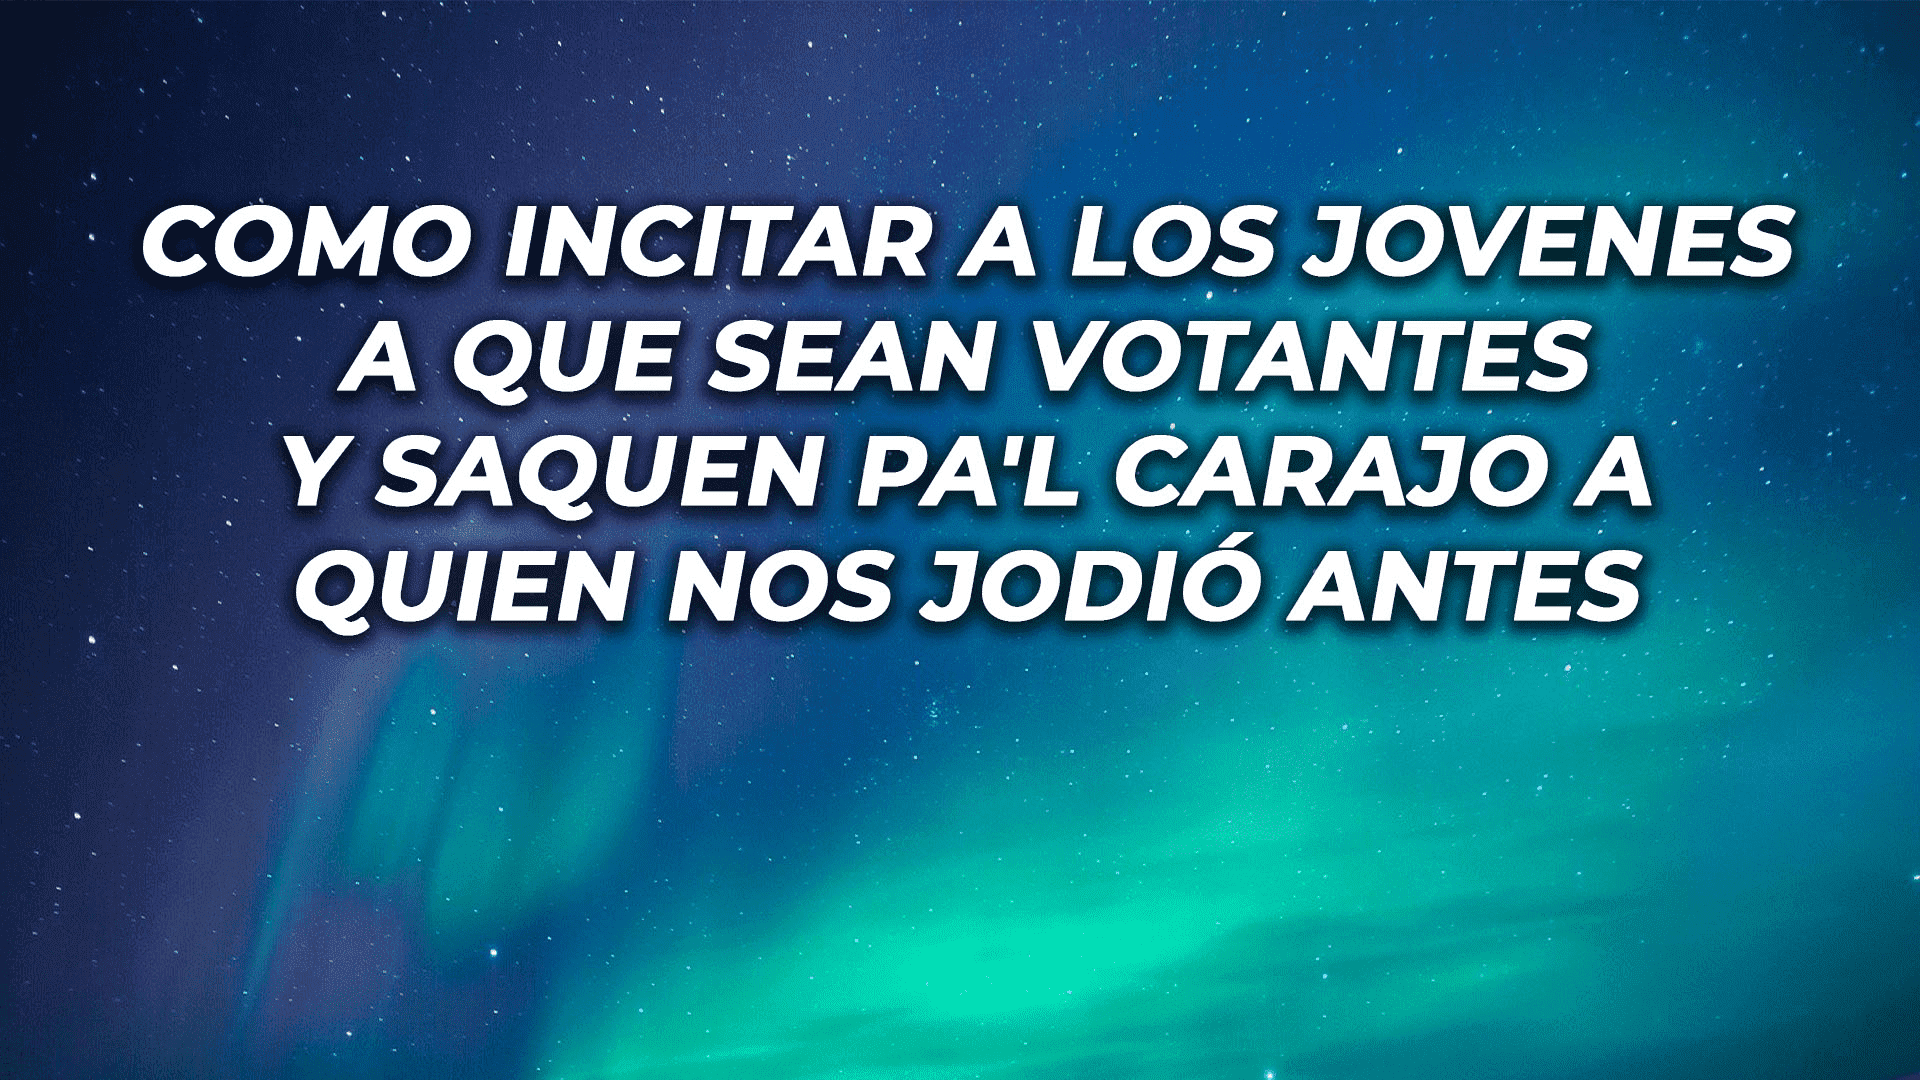 COMO INCITAR A LOS JOVENES
A QUE SEAN VOTANTES
Y SAQUEN PA'L CARAJO A
QUIEN NOS JODIÓ ANTES